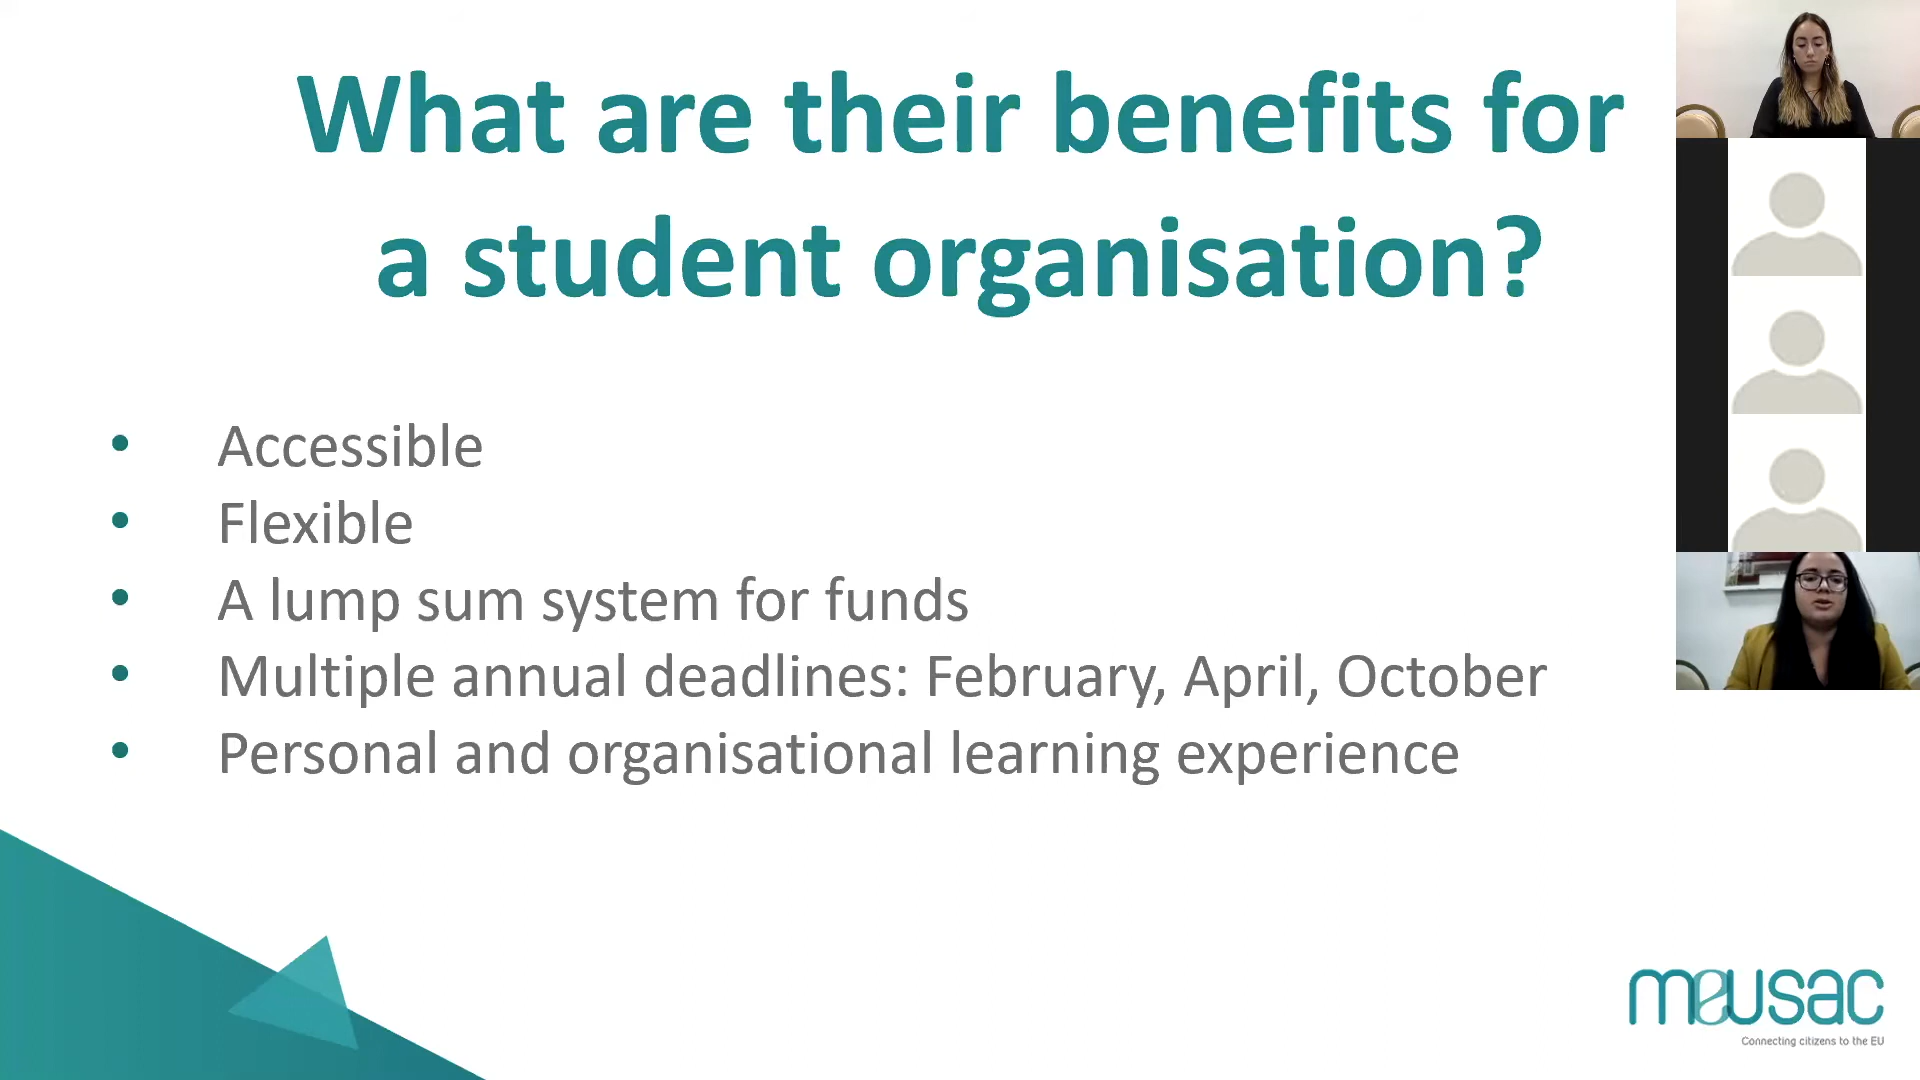 What are their benefits for
a student organisation?
• Accessible
• Flexible
• A lump sum system for funds
• Multiple annual deadlines: February, April, October
• Personal and organisational learning experience
meusac
Connecting citizens to the EU